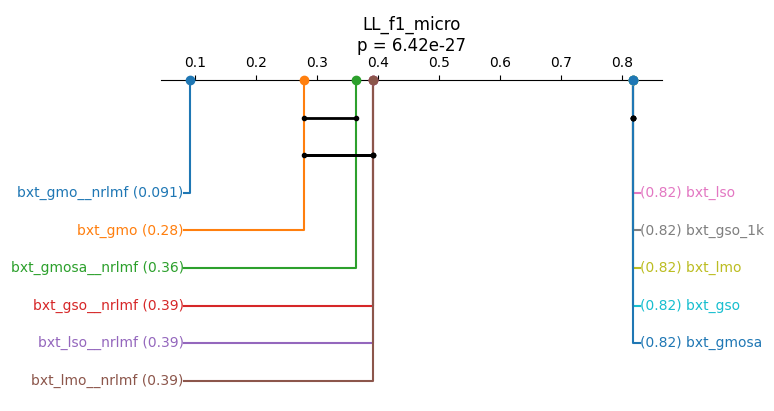 LL_f1_micro
p = 6.42e-27
0.1 0.2 0.3 0.4 0.5 0.6 0.7 0.8
bxt_gmo__nrlmf (0.091) (0.82) bxt_lso
bxt_gmo (0.28) (0.82) bxt_gso_1k
bxt_gmosa__nrlmf (0.36) (0.82) bxt_lmo
bxt_gso__nrlmf (0.39) (0.82) bxt_gso
bxt_lso__nrlmf (0.39) (0.82) bxt_gmosa
bxt_lmo__nrlmf (0.39)